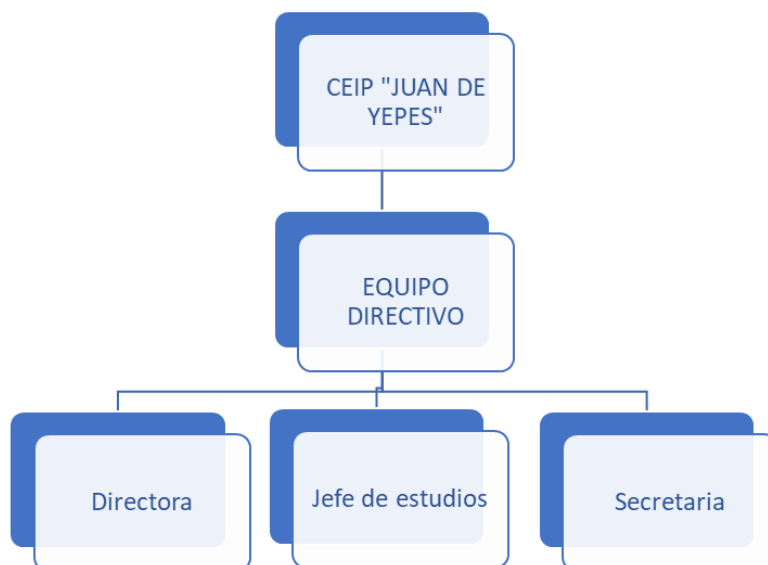 CEIP "JUAN DE
YEPES"
EQUIPO
DIRECTIVO
Directora
Jefe de estudios
Secretaria